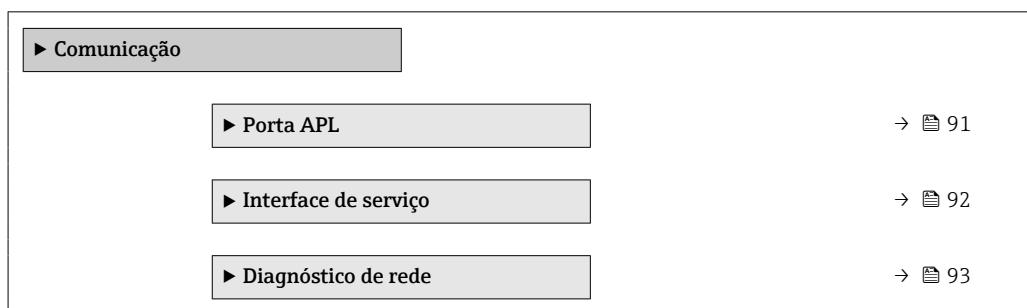 ▶ Comunicação
▶ Porta APL → 🖹 91
▶ Interface de serviço → 🖹 92
▶ Diagnóstico de rede → 🖹 93